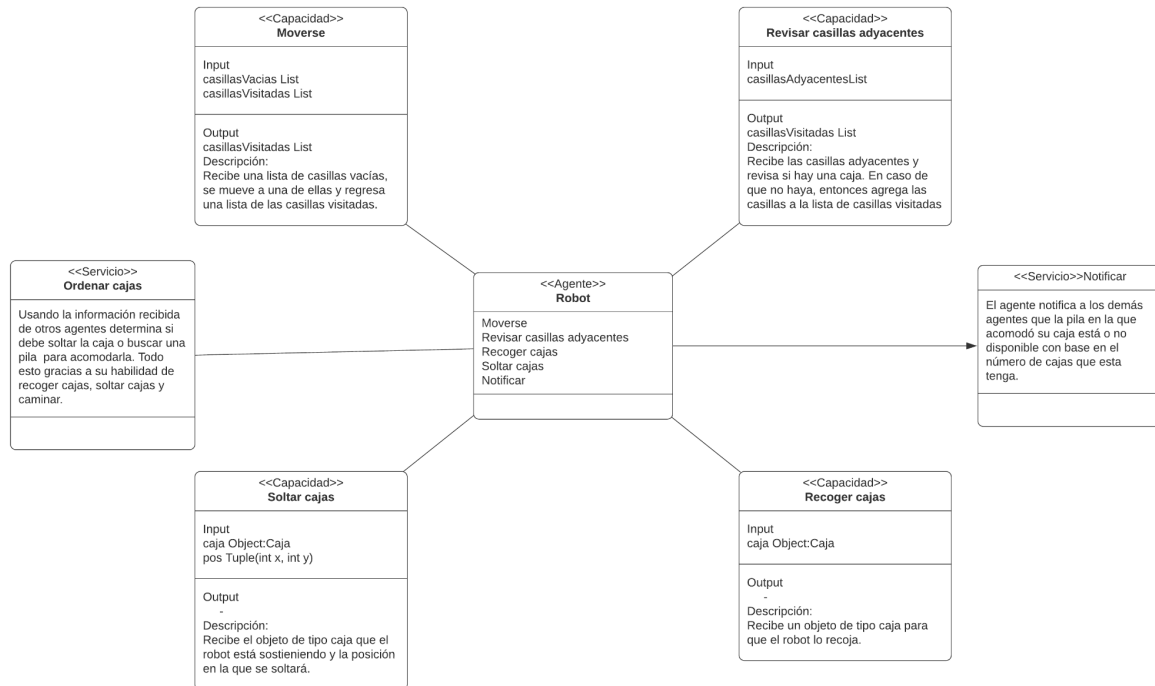 <<Capacidad>>
Moverse
Input
casillasVacias List
casillasVisitadas List
Output
casillasVisitadas List
Descripción:
Recibe una lista de casillas vacías,
se mueve a una de ellas y regresa
una lista de las casillas visitadas.
<<Capacidad>>
Revisar casillas adyacentes
Input
casillasAdyacentesList
Output
casillasVisitadas List
Descripción:
Recibe las casillas adyacentes y
revisa si hay una caja. En caso de
que no haya, entonces agrega las
casillas a la lista de casillas visitadas
<<Servicio>>
Ordenar cajas
Usando la información recibida
de otros agentes determina si
debe soltar la caja o buscar una
pila para acomodarla. Todo
esto gracias a su habilidad de
recoger cajas, soltar cajas y
caminar.
<<Agente>>
Robot
Moverse
Revisar casillas adyacentes
Recoger cajas
Soltar cajas
Notificar
<<Servicio>>Notificar
El agente notifica a los demás
agentes que la pila en la que
acomodó su caja está o no
disponible con base en el
número de cajas que esta
tenga.
<<Capacidad>>
Soltar cajas
Input
caja Object:Caja
pos Tuple(int x, int y)
Output
-
Descripción:
Recibe el objeto de tipo caja que el
robot está sosteniendo y la posición
en la que se soltará.
<<Capacidad>>
Recoger cajas
Input
caja Object:Caja
Output
-
Descripción:
Recibe un objeto de tipo caja para
que el robot lo recoja.